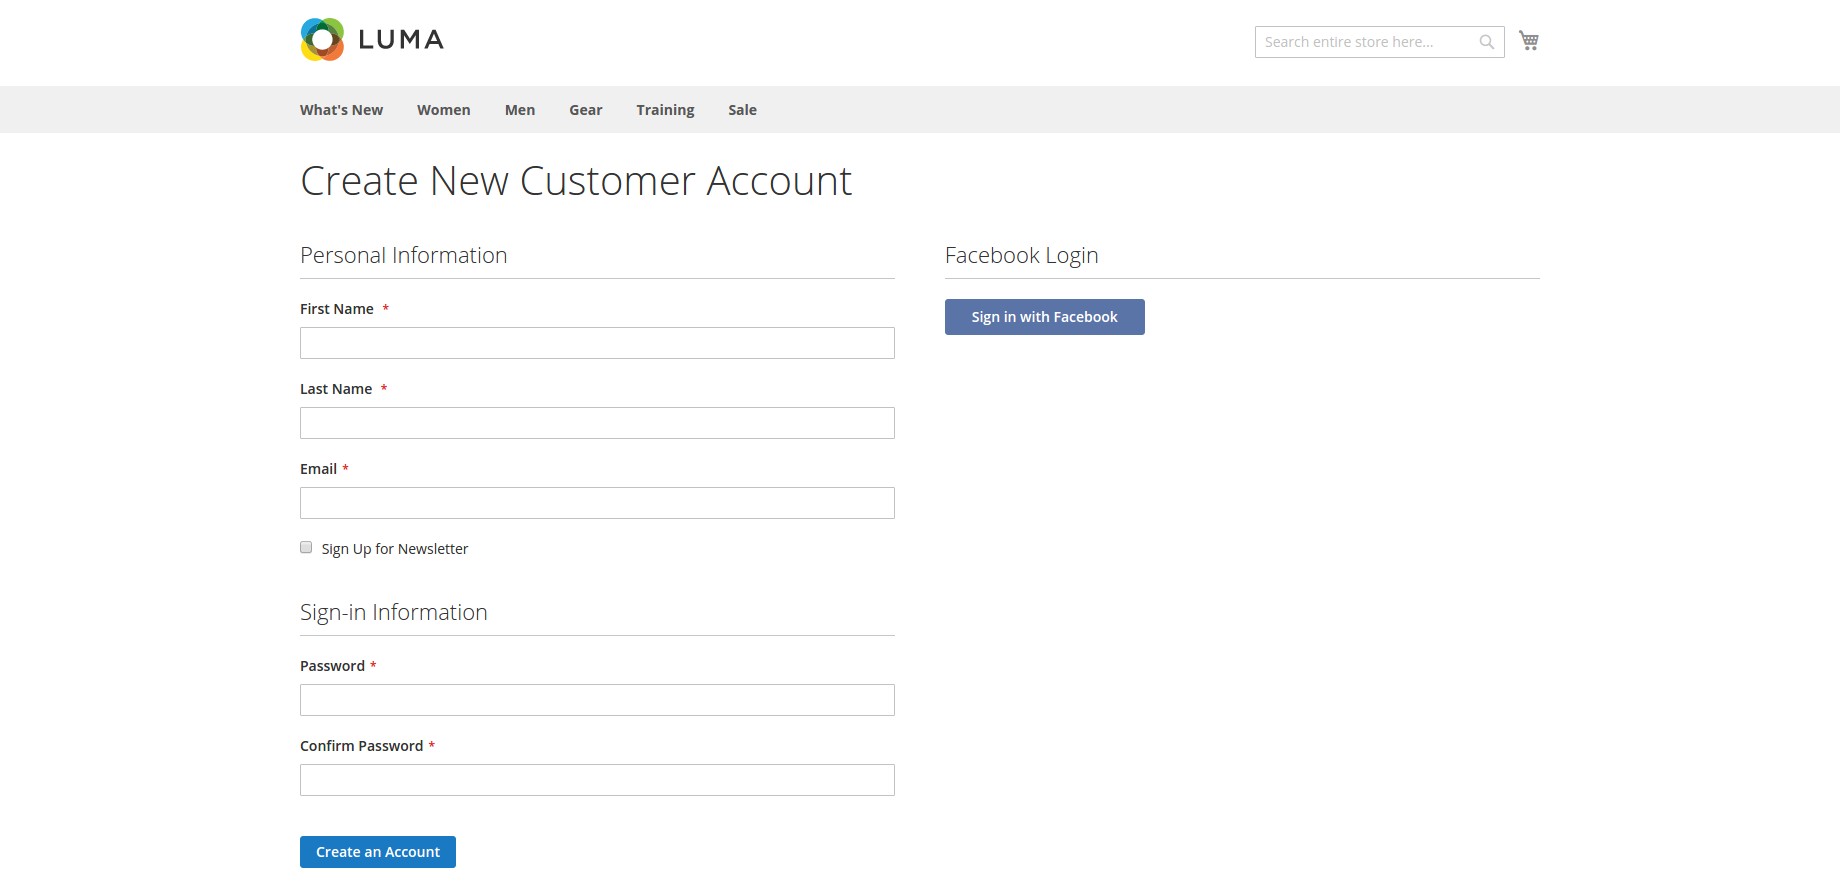 LUMA
Search entire store here...
What's New Women Men Gear Training Sale
Create New Customer Account
Personal Information
First Name *
Last Name *
Email *
Sign Up for Newsletter
Sign-in Information
Password *
Confirm Password *
Create an Account
Facebook Login
Sign in with Facebook